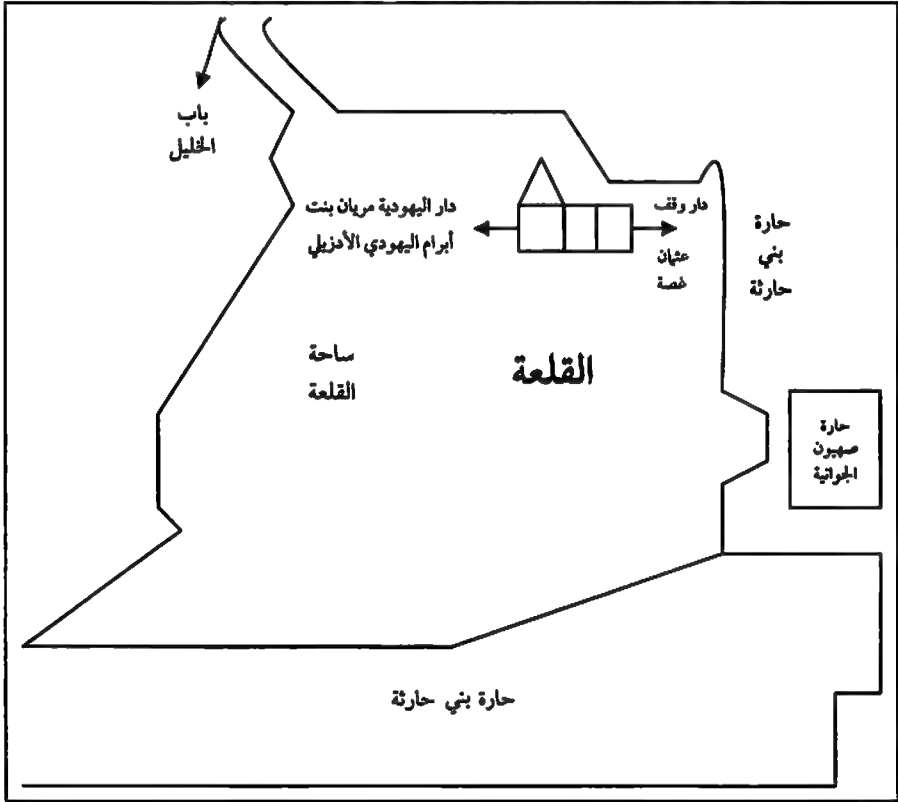 باب
الخليل
دار اليهودية مريان بنت
أبرام اليهودي الأدزيلي
دار وقف
عثمان
غصة
حارة
بني
حارثة
ساحة
القلعة
القلعة
حارة
صهيون
الجوانية
حارة بني حارثة